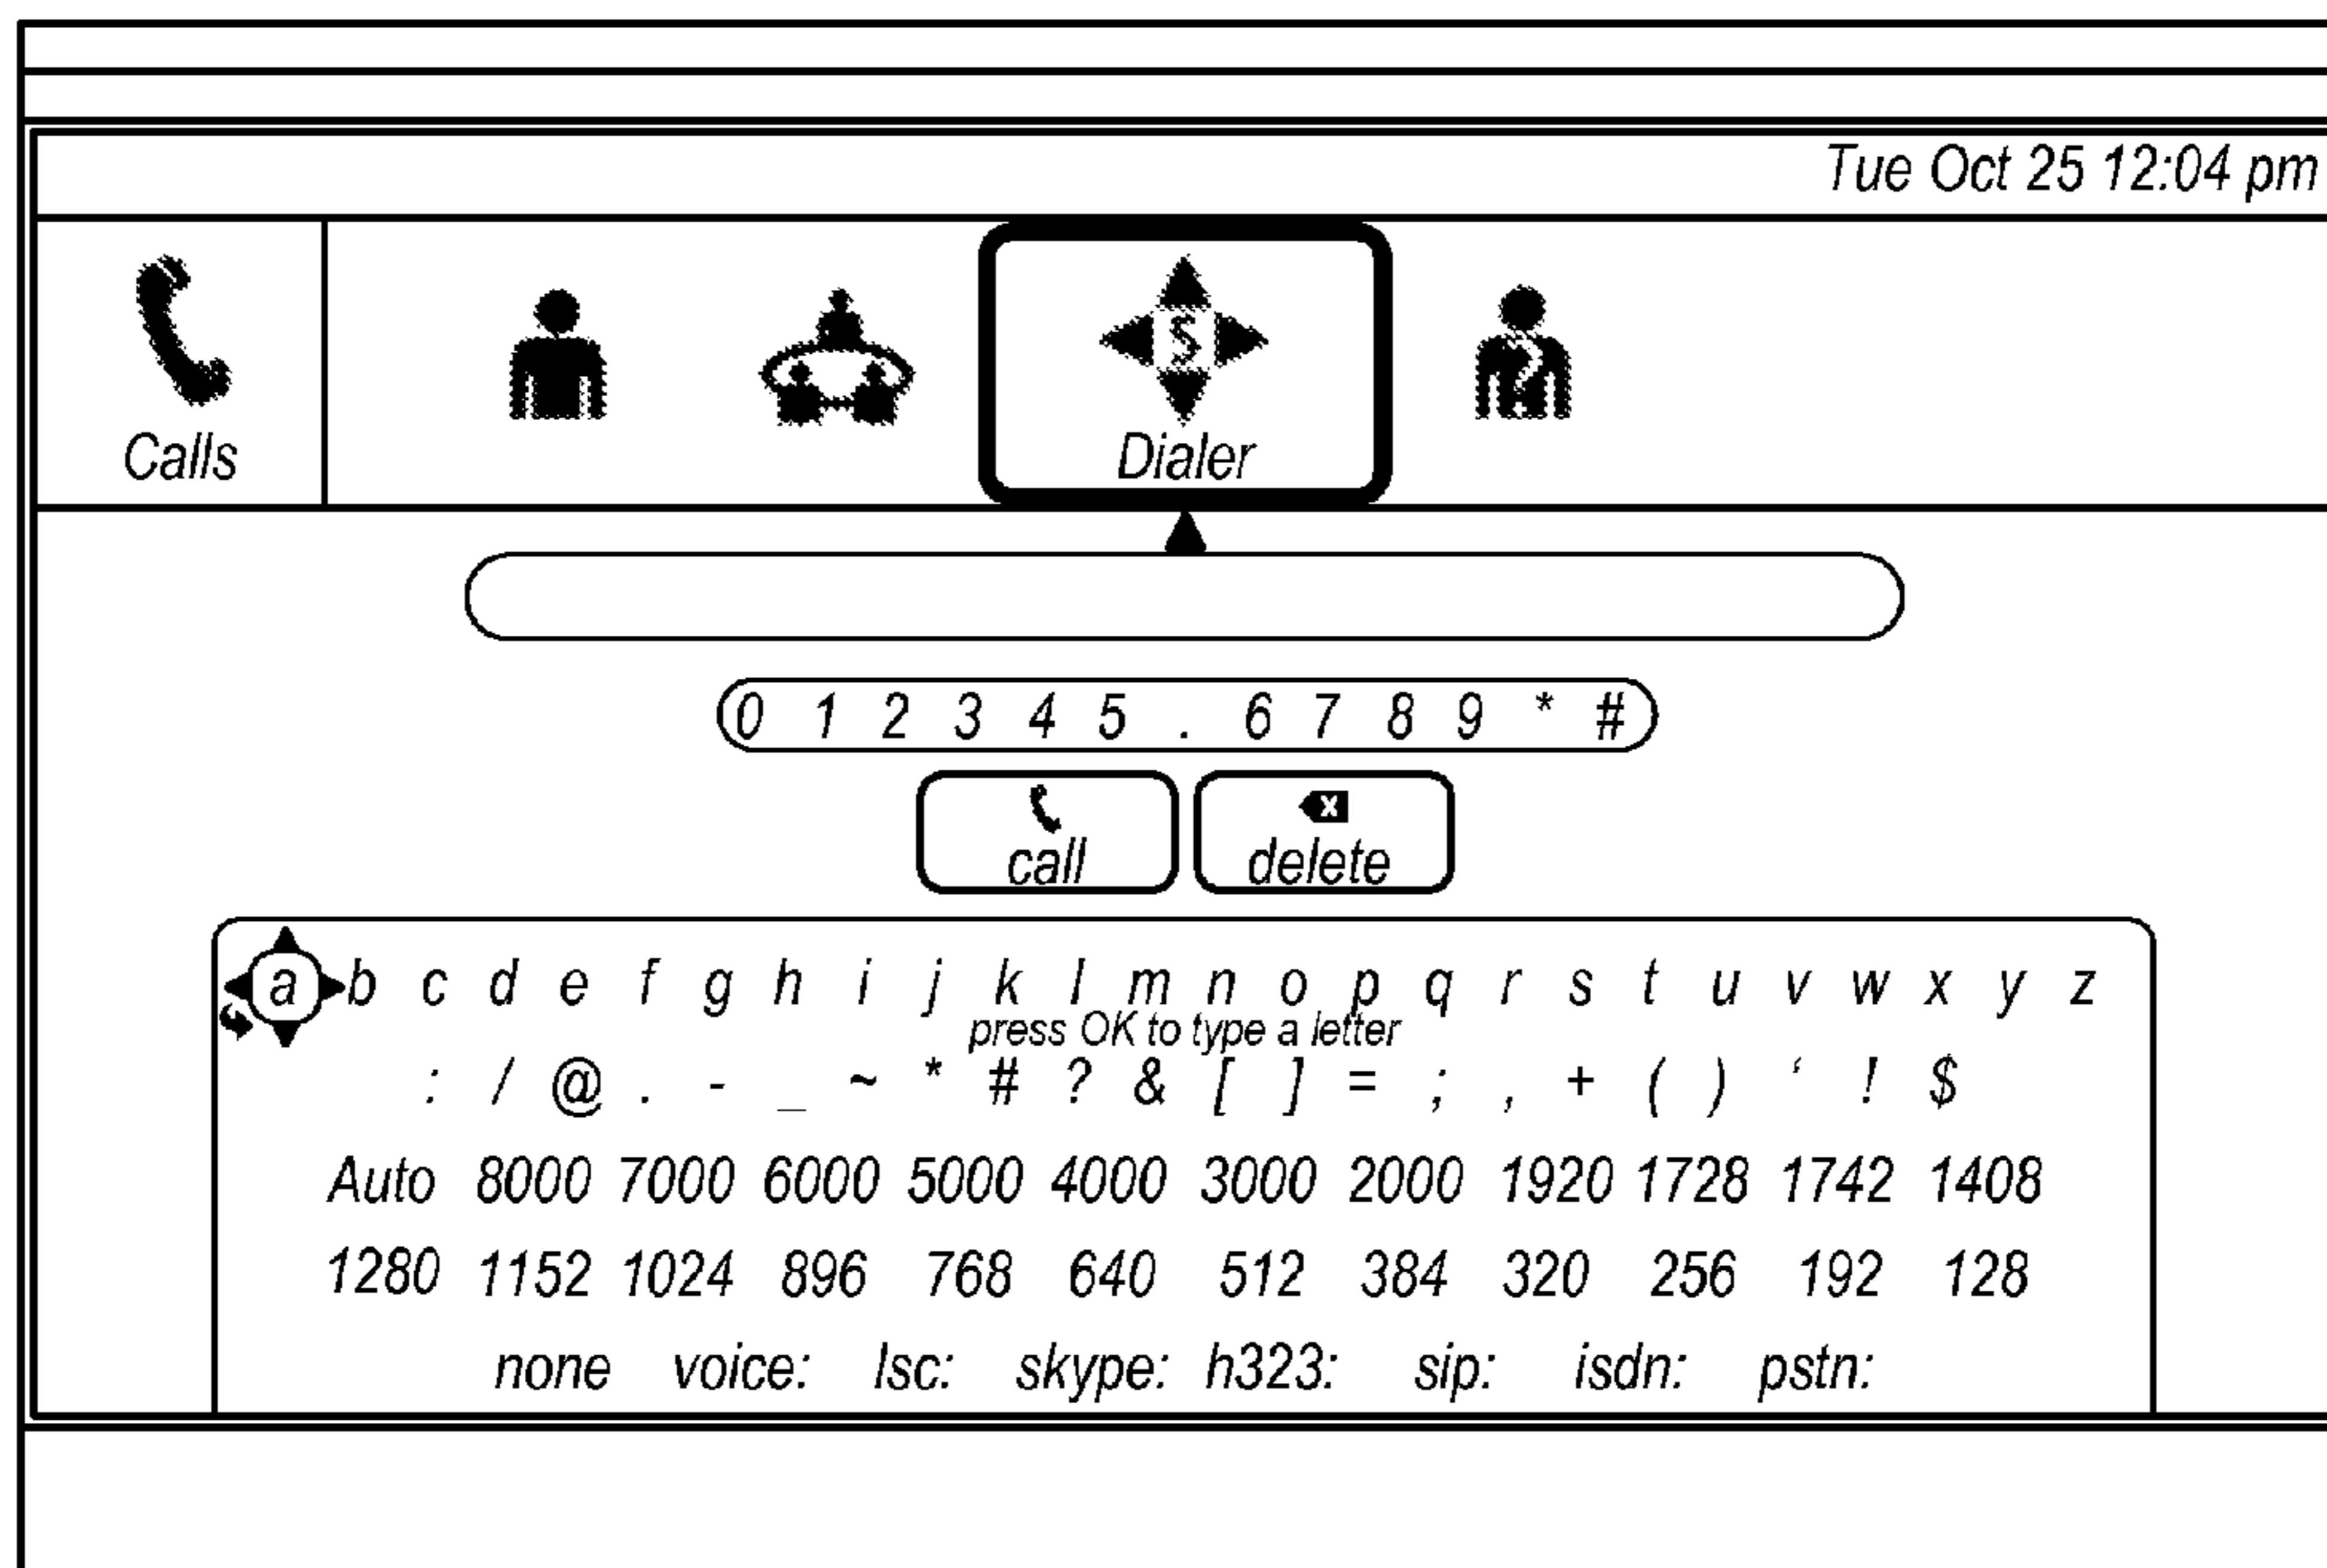 Tue Oct 25 12:04 pm
S
Calls
Dialer
0 1 2 3 4 5 . 6 7 8 9 * #
x
call
delete
a b c d e f g h i j k l m n o p q r s t u v w x y z
press OK to type a letter
: / @ . - _ ~ * # ? & [ ] = ; , + ( ) ‘ ! $
Auto 8000 7000 6000 5000 4000 3000 2000 1920 1728 1742 1408
1280 1152 1024 896 768 640 512 384 320 256 192 128
none voice: lsc: skype: h323: sip: isdn: pstn: